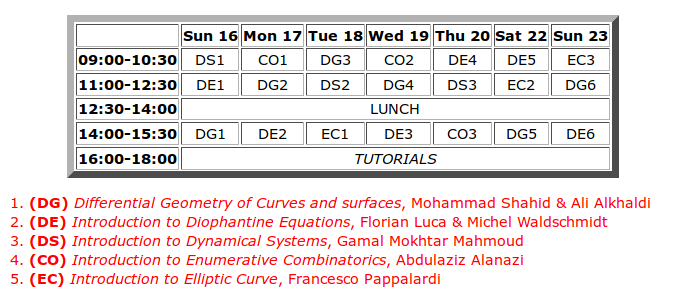 Sun 16 Mon 17 Tue 18 Wed 19 Thu 20 Sat 22 Sun 23
09:00-10:30 DS1 CO1 DG3 CO2 DE4 DE5 EC3
11:00-12:30 DE1 DG2 DS2 DG4 DS3 EC2 DG6
12:30-14:00 LUNCH
14:00-15:30 DG1 DE2 EC1 DE3 CO3 DG5 DE6
16:00-18:00 TUTORIALS
1. (DG) Differential Geometry of Curves and surfaces, Mohammad Shahid & Ali Alkhaldi
2. (DE) Introduction to Diophantine Equations, Florian Luca & Michel Waldschmidt
3. (DS) Introduction to Dynamical Systems, Gamal Mokhtar Mahmoud
4. (CO) Introduction to Enumerative Combinatorics, Abdulaziz Alanazi
5. (EC) Introduction to Elliptic Curve, Francesco Pappalardi